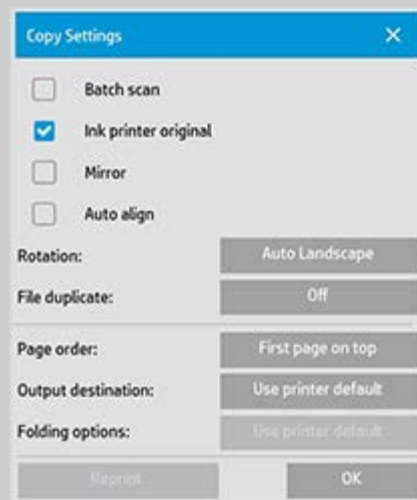 Copy Settings
Batch scan
Ink printer original
Mirror
Auto align
Rotation: Auto Landscape
File duplicate: Off
Page order: First page on top
Output destination: Use printer default
Folding options: Use printer default
Reprint OK